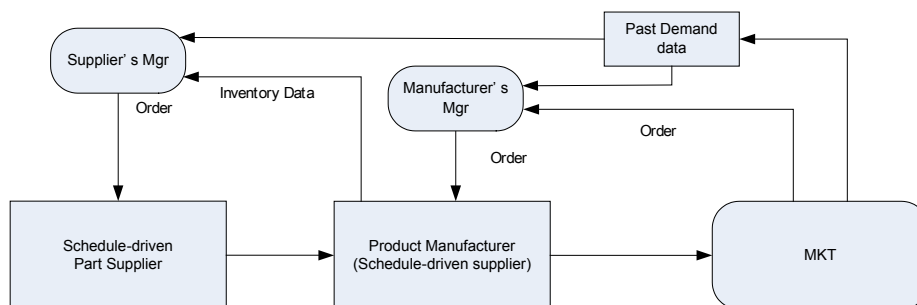 Past Demand
data
Supplier's Mgr
Inventory Data
Manufacturer's
Mgr
Order
Order
Order
Schedule-driven
Part Supplier
Product Manufacturer
(Schedule-driven supplier)
MKT